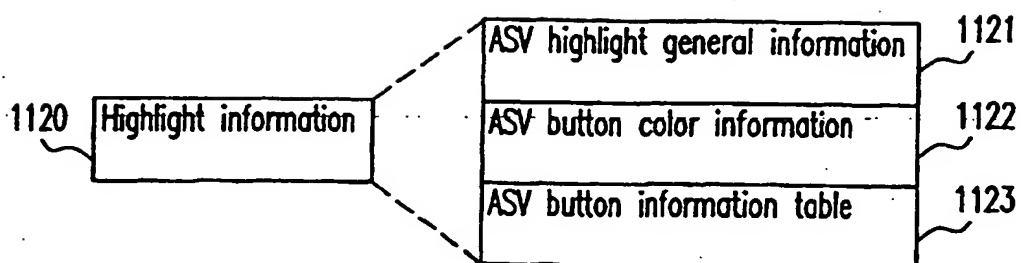 ASV highlight general information 1121
1120 Highlight information
ASV button color information 1122
ASV button information table 1123